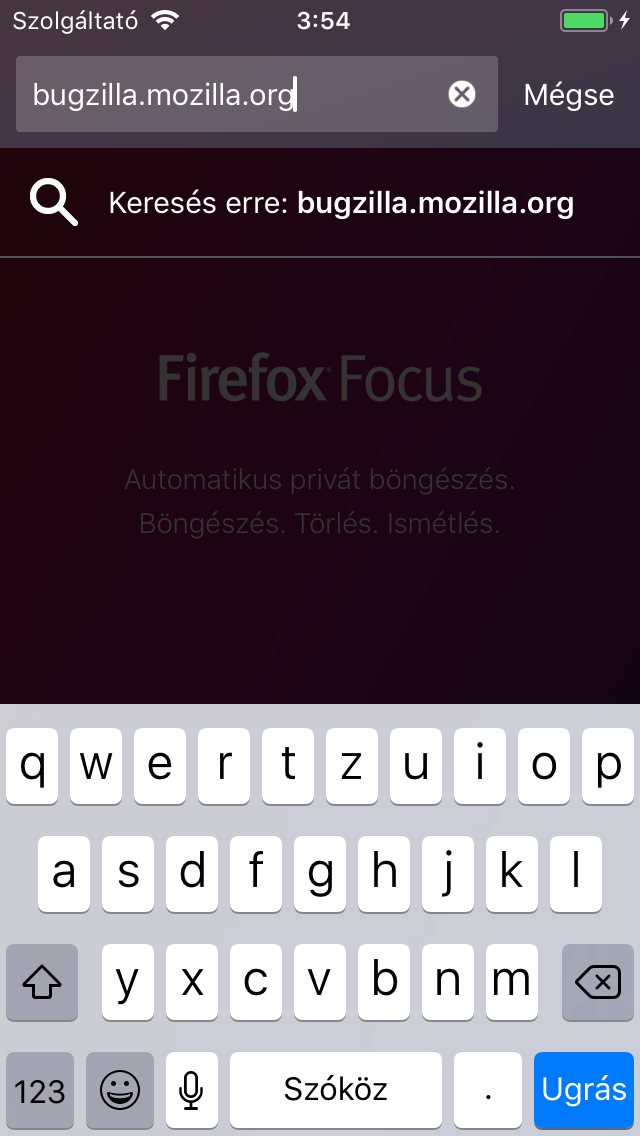 Szolgáltató 3:54
bugzilla.mozilla.org Mégse
Keresés erre: bugzilla.mozilla.org
Firefox Focus
Automatikus privát böngészés.
Böngészés. Törlés. Ismétlés.
q w e r t z u i o p
a s d f g h j k l
y x c v b n m
123 Szóköz . Ugrás